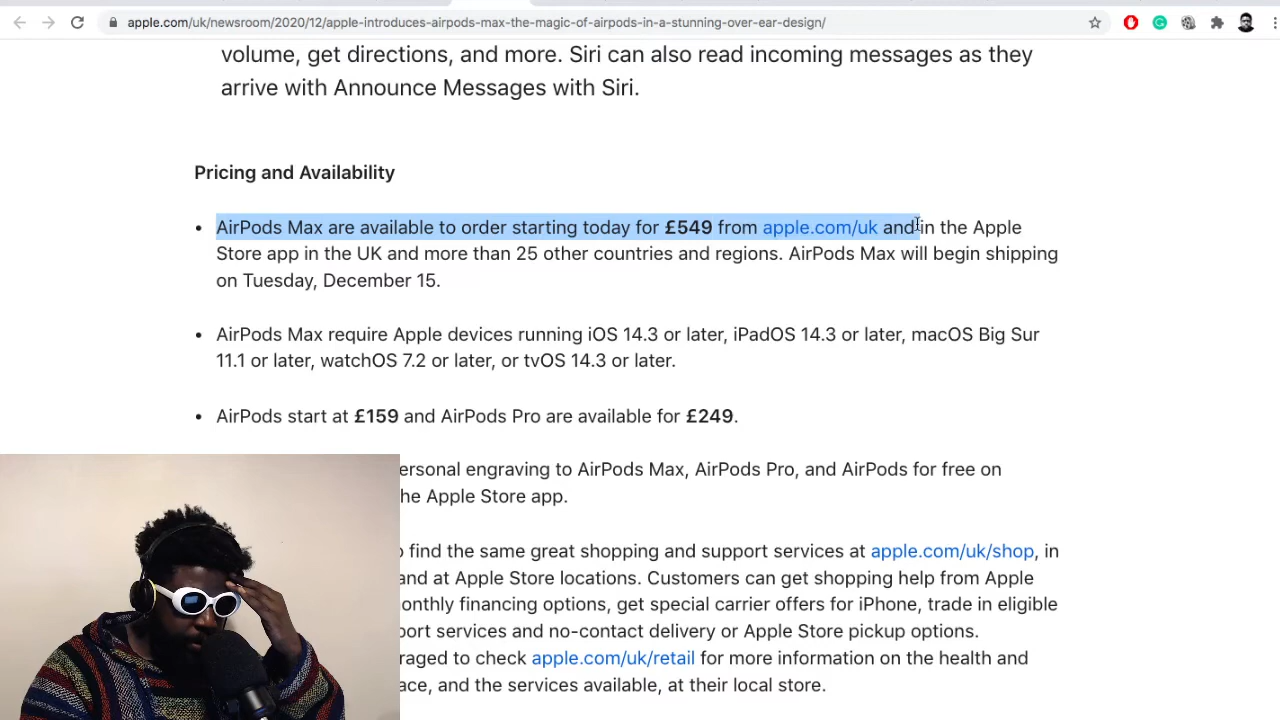 apple.com/uk/newsroom/2020/12/apple-introduces-airpods-max-the-magic-of-airpods-in-a-stunning-over-ear-design/
volume, get directions, and more. Siri can also read incoming messages as they
arrive with Announce Messages with Siri.
Pricing and Availability
• AirPods Max are available to order starting today for £549 from apple.com/uk and in the Apple
Store app in the UK and more than 25 other countries and regions. AirPods Max will begin shipping
on Tuesday, December 15.
• AirPods Max require Apple devices running iOS 14.3 or later, iPadOS 14.3 or later, macOS Big Sur
11.1 or later, watchOS 7.2 or later, or tvOS 14.3 or later.
• AirPods start at £159 and AirPods Pro are available for £249.
ersonal engraving to AirPods Max, AirPods Pro, and AirPods for free on
he Apple Store app.
o find the same great shopping and support services at apple.com/uk/shop, in
and at Apple Store locations. Customers can get shopping help from Apple
onthly financing options, get special carrier offers for iPhone, trade in eligible
port services and no-contact delivery or Apple Store pickup options.
raged to check apple.com/uk/retail for more information on the health and
ace, and the services available, at their local store.